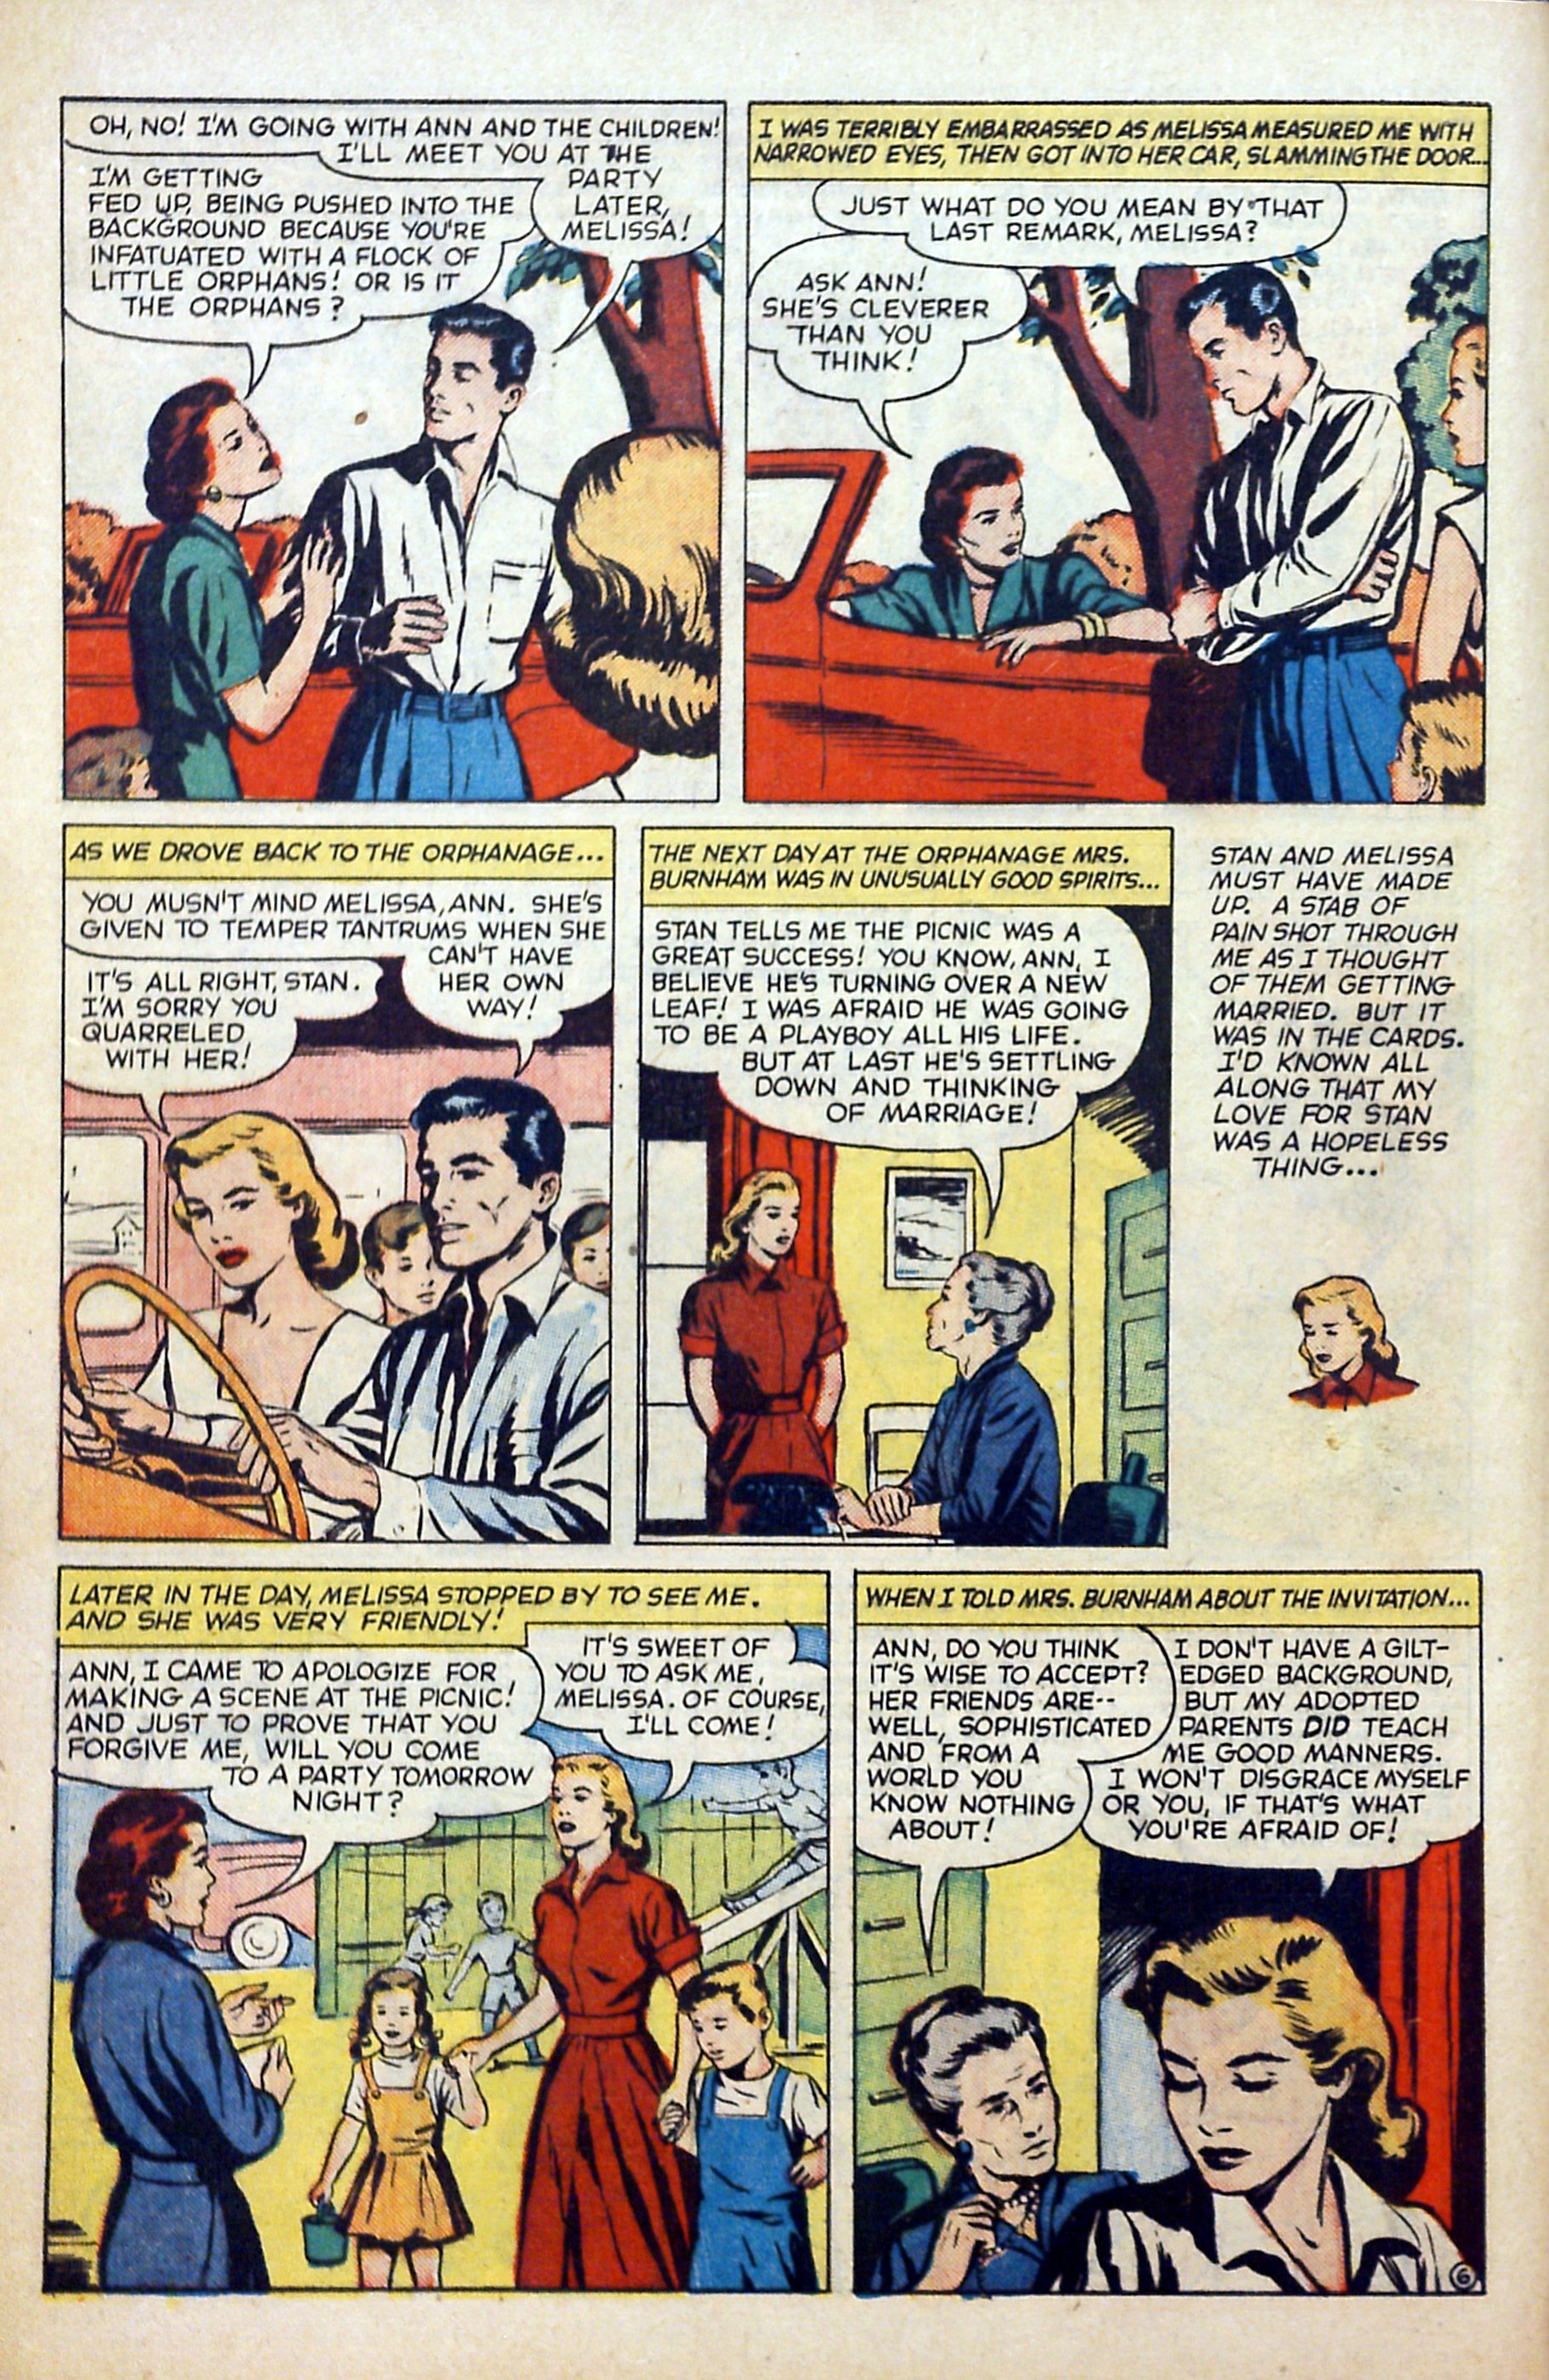 OH, NO! I'M GOING WITH ANN AND THE CHILDREN!
I'LL MEET YOU AT THE
PARTY
LATER,
MELISSA!
I'M GETTING
FED UP, BEING PUSHED INTO THE
BACKGROUND BECAUSE YOU'RE
INFATUATED WITH A FLOCK OF
LITTLE ORPHANS! OR IS IT
THE ORPHANS?
I WAS TERRIBLY EMBARRASSED AS MELISSA MEASURED ME WITH
NARROWED EYES, THEN GOT INTO HER CAR, SLAMMING THE DOOR...
JUST WHAT DO YOU MEAN BY THAT
LAST REMARK, MELISSA?
ASK ANN!
SHE'S CLEVERER
THAN YOU
THINK!
AS WE DROVE BACK TO THE ORPHANAGE...
YOU MUSN'T MIND MELISSA, ANN. SHE'S
GIVEN TO TEMPER TANTRUMS WHEN SHE
CAN'T HAVE
HER OWN
WAY!
IT'S ALL RIGHT, STAN.
I'M SORRY YOU
QUARRELED
WITH HER!
THE NEXT DAY AT THE ORPHANAGE MRS.
BURNHAM WAS IN UNUSUALLY GOOD SPIRITS...
STAN TELLS ME THE PICNIC WAS A
GREAT SUCCESS! YOU KNOW, ANN, I
BELIEVE HE'S TURNING OVER A NEW
LEAF! I WAS AFRAID HE WAS GOING
TO BE A PLAYBOY ALL HIS LIFE.
BUT AT LAST HE'S SETTLING
DOWN AND THINKING
OF MARRIAGE!
STAN AND MELISSA
MUST HAVE MADE
UP. A STAB OF
PAIN SHOT THROUGH
ME AS I THOUGHT
OF THEM GETTING
MARRIED. BUT IT
WAS IN THE CARDS.
I'D KNOWN ALL
ALONG THAT MY
LOVE FOR STAN
WAS A HOPELESS
THING...
LATER IN THE DAY, MELISSA STOPPED BY TO SEE ME.
AND SHE WAS VERY FRIENDLY!
ANN, I CAME TO APOLOGIZE FOR
MAKING A SCENE AT THE PICNIC!
AND JUST TO PROVE THAT YOU
FORGIVE ME, WILL YOU COME
TO A PARTY TOMORROW
NIGHT?
IT'S SWEET OF
YOU TO ASK ME,
MELISSA. OF COURSE,
I'LL COME!
WHEN I TOLD MRS. BURNHAM ABOUT THE INVITATION...
ANN, DO YOU THINK
IT'S WISE TO ACCEPT?
HER FRIENDS ARE--
WELL, SOPHISTICATED
AND FROM A
WORLD YOU
KNOW NOTHING
ABOUT!
I DON'T HAVE A GILT-
EDGED BACKGROUND,
BUT MY ADOPTED
PARENTS DID TEACH
ME GOOD MANNERS.
I WON'T DISGRACE MYSELF
OR YOU, IF THAT'S WHAT
YOU'RE AFRAID OF!
6